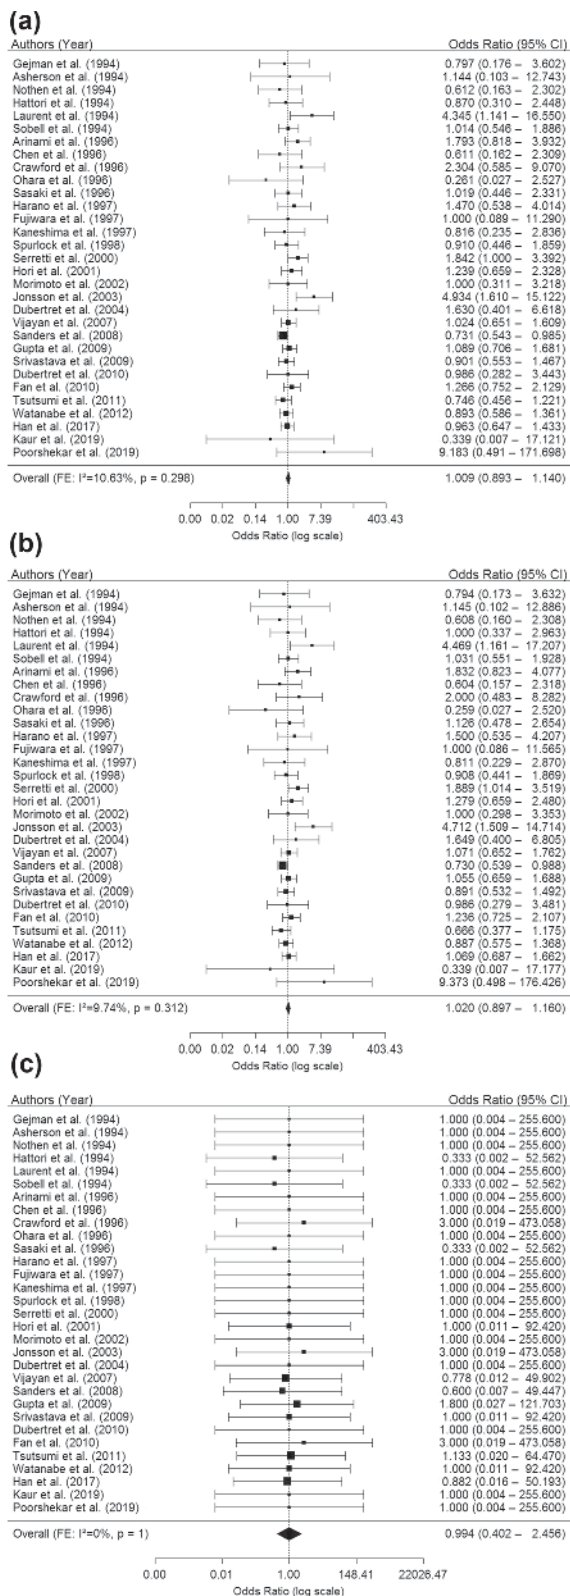 (a)
Authors (Year) Odds Ratio (95% CI)
Gejman et al. (1994) 0.797 (0.176 – 3.602)
Asherson et al. (1994) 1.144 (0.103 – 12.743)
Nothen et al. (1994) 0.612 (0.163 – 2.302)
Hattori et al. (1994) 0.870 (0.310 – 2.448)
Laurent et al. (1994) 4.345 (1.141 – 16.550)
Sobell et al. (1994) 1.014 (0.546 – 1.886)
Arinami et al. (1996) 1.793 (0.818 – 3.932)
Chen et al. (1996) 0.611 (0.162 – 2.309)
Crawford et al. (1996) 2.304 (0.585 – 9.070)
Ohara et al. (1996) 0.261 (0.027 – 2.527)
Sasaki et al. (1996) 1.019 (0.446 – 2.331)
Harano et al. (1997) 1.470 (0.538 – 4.014)
Fujiwara et al. (1997) 1.000 (0.089 – 11.290)
Kaneshima et al. (1997) 0.816 (0.235 – 2.836)
Spurlock et al. (1998) 0.910 (0.446 – 1.859)
Serretti et al. (2000) 1.842 (1.000 – 3.392)
Hori et al. (2001) 1.239 (0.659 – 2.328)
Morimoto et al. (2002) 1.000 (0.311 – 3.218)
Jonsson et al. (2003) 4.934 (1.610 – 15.122)
Dubertret et al. (2004) 1.630 (0.401 – 6.618)
Vijayan et al. (2007) 1.024 (0.651 – 1.609)
Sanders et al. (2008) 0.731 (0.543 – 0.985)
Gupta et al. (2009) 1.089 (0.706 – 1.681)
Srivastava et al. (2009) 0.901 (0.553 – 1.467)
Dubertret et al. (2010) 0.986 (0.282 – 3.443)
Fan et al. (2010) 1.266 (0.752 – 2.129)
Tsutsumi et al. (2011) 0.746 (0.456 – 1.221)
Watanabe et al. (2012) 0.893 (0.586 – 1.361)
Han et al. (2017) 0.963 (0.647 – 1.433)
Kaur et al. (2019) 0.339 (0.007 – 17.121)
Poorshekar et al. (2019) 9.183 (0.491 – 171.698)
Overall (FE: I²=10.63%, p = 0.298) 1.009 (0.893 – 1.140)
0.00 0.02 0.14 1.00 7.39 403.43
Odds Ratio (log scale)
(b)
Authors (Year) Odds Ratio (95% CI)
Gejman et al. (1994) 0.794 (0.173 – 3.632)
Asherson et al. (1994) 1.145 (0.102 – 12.886)
Nothen et al. (1994) 0.608 (0.160 – 2.308)
Hattori et al. (1994) 1.000 (0.337 – 2.963)
Laurent et al. (1994) 4.469 (1.161 – 17.207)
Sobell et al. (1994) 1.031 (0.551 – 1.928)
Arinami et al. (1996) 1.832 (0.823 – 4.077)
Chen et al. (1996) 0.604 (0.157 – 2.318)
Crawford et al. (1996) 2.000 (0.483 – 8.282)
Ohara et al. (1996) 0.259 (0.027 – 2.520)
Sasaki et al. (1996) 1.126 (0.478 – 2.654)
Harano et al. (1997) 1.500 (0.535 – 4.207)
Fujiwara et al. (1997) 1.000 (0.086 – 11.565)
Kaneshima et al. (1997) 0.811 (0.229 – 2.870)
Spurlock et al. (1998) 0.908 (0.441 – 1.869)
Serretti et al. (2000) 1.889 (1.014 – 3.519)
Hori et al. (2001) 1.279 (0.659 – 2.480)
Morimoto et al. (2002) 1.000 (0.298 – 3.353)
Jonsson et al. (2003) 4.712 (1.509 – 14.714)
Dubertret et al. (2004) 1.649 (0.400 – 6.805)
Vijayan et al. (2007) 1.071 (0.652 – 1.762)
Sanders et al. (2008) 0.730 (0.539 – 0.988)
Gupta et al. (2009) 1.055 (0.659 – 1.688)
Srivastava et al. (2009) 0.891 (0.532 – 1.492)
Dubertret et al. (2010) 0.986 (0.279 – 3.481)
Fan et al. (2010) 1.236 (0.725 – 2.107)
Tsutsumi et al. (2011) 0.666 (0.377 – 1.175)
Watanabe et al. (2012) 0.887 (0.575 – 1.368)
Han et al. (2017) 1.069 (0.687 – 1.662)
Kaur et al. (2019) 0.339 (0.007 – 17.177)
Poorshekar et al. (2019) 9.373 (0.498 – 176.426)
Overall (FE: I²=9.74%, p = 0.312) 1.020 (0.897 – 1.160)
0.00 0.02 0.14 1.00 7.39 403.43
Odds Ratio (log scale)
(c)
Authors (Year) Odds Ratio (95% CI)
Gejman et al. (1994) 1.000 (0.004 – 255.600)
Asherson et al. (1994) 1.000 (0.004 – 255.600)
Nothen et al. (1994) 1.000 (0.004 – 255.600)
Hattori et al. (1994) 0.333 (0.002 – 52.562)
Laurent et al. (1994) 1.000 (0.004 – 255.600)
Sobell et al. (1994) 0.333 (0.002 – 52.562)
Arinami et al. (1996) 1.000 (0.004 – 255.600)
Chen et al. (1996) 1.000 (0.004 – 255.600)
Crawford et al. (1996) 3.000 (0.019 – 473.058)
Ohara et al. (1996) 1.000 (0.004 – 255.600)
Sasaki et al. (1996) 0.333 (0.002 – 52.562)
Harano et al. (1997) 1.000 (0.004 – 255.600)
Fujiwara et al. (1997) 1.000 (0.004 – 255.600)
Kaneshima et al. (1997) 1.000 (0.004 – 255.600)
Spurlock et al. (1998) 1.000 (0.004 – 255.600)
Serretti et al. (2000) 1.000 (0.004 – 255.600)
Hori et al. (2001) 1.000 (0.011 – 92.420)
Morimoto et al. (2002) 1.000 (0.004 – 255.600)
Jonsson et al. (2003) 3.000 (0.019 – 473.058)
Dubertret et al. (2004) 1.000 (0.004 – 255.600)
Vijayan et al. (2007) 0.778 (0.012 – 49.902)
Sanders et al. (2008) 0.600 (0.007 – 49.447)
Gupta et al. (2009) 1.800 (0.027 – 121.703)
Srivastava et al. (2009) 1.000 (0.011 – 92.420)
Dubertret et al. (2010) 1.000 (0.004 – 255.600)
Fan et al. (2010) 3.000 (0.019 – 473.058)
Tsutsumi et al. (2011) 1.133 (0.020 – 64.470)
Watanabe et al. (2012) 1.000 (0.011 – 92.420)
Han et al. (2017) 0.882 (0.016 – 50.193)
Kaur et al. (2019) 1.000 (0.004 – 255.600)
Poorshekar et al. (2019) 1.000 (0.004 – 255.600)
Overall (FE: I²=0%, p = 1) 0.994 (0.402 – 2.456)
0.00 0.01 1.00 148.41 22026.47
Odds Ratio (log scale)